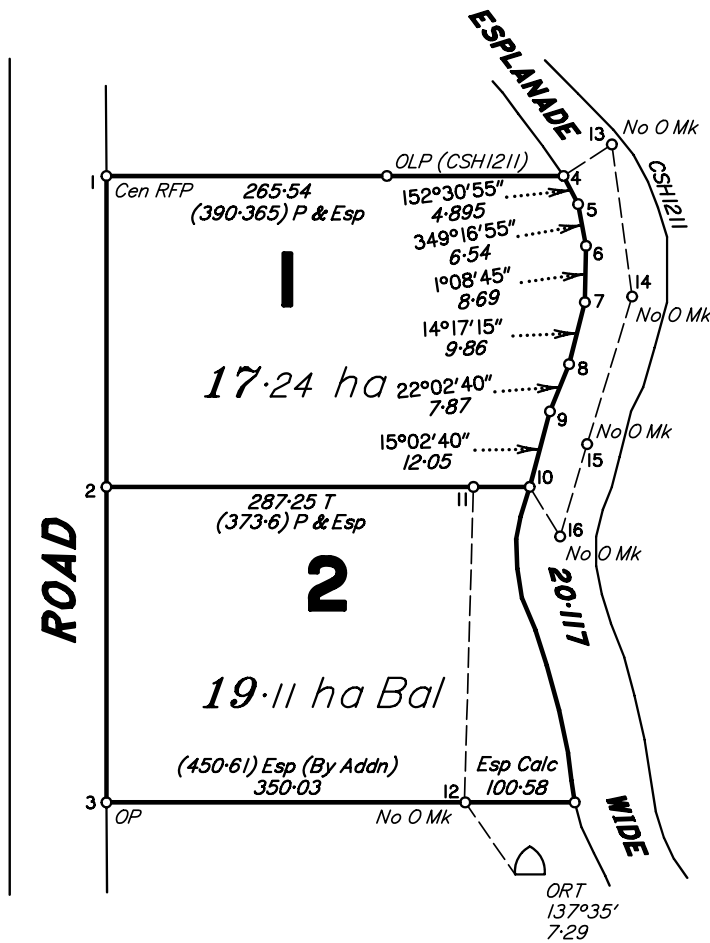 ESPLANADE
13
No O Mk
OLP (CSH1211)
4
1
Cen RFP
265·54
(390·365) P & Esp
152°30'55"
4·895
5
CSH1211
349°16'55"
6·54
6
1
1°08'45"
8·69
7
14
No O Mk
14°17'15"
9·86
8
17·24 ha
22°02'40"
7·87
9
No O Mk
15
15°02'40"
12·05
10
2
11
287·25 T
(373·6) P & Esp
16
No O Mk
ROAD
2
20·117
19·11 ha Bal
(450·61) Esp (By Addn)
350·03
Esp Calc
100·58
12
3
OP
No O Mk
WIDE
ORT
137°35'
7·29